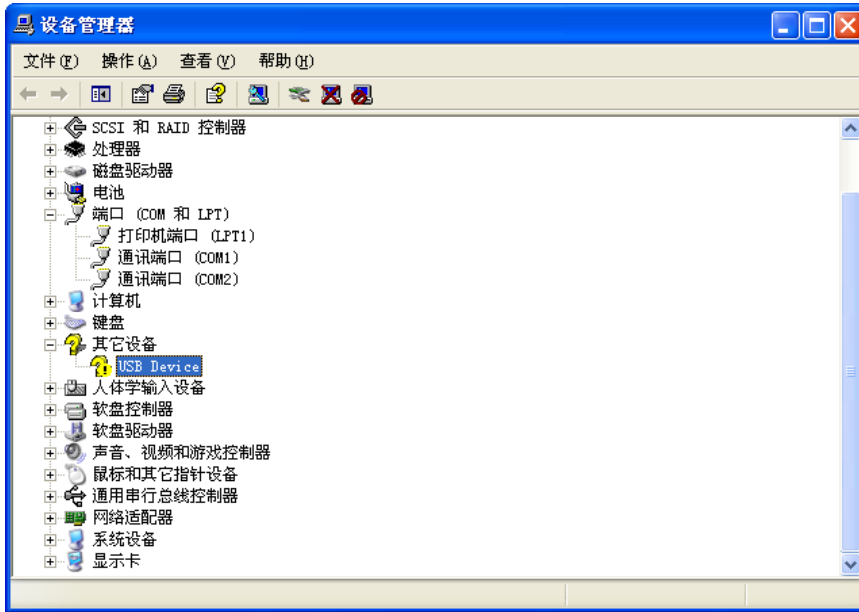 设备管理器
文件(F) 操作(A) 查看(V) 帮助(H)
SCSI 和 RAID 控制器
处理器
磁盘驱动器
电池
端口 (COM 和 LPT)
打印机端口 (LPT1)
通讯端口 (COM1)
通讯端口 (COM2)
计算机
键盘
其它设备
USB Device
人体学输入设备
软盘控制器
软盘驱动器
声音、视频和游戏控制器
鼠标和其它指针设备
通用串行总线控制器
网络适配器
系统设备
显示卡